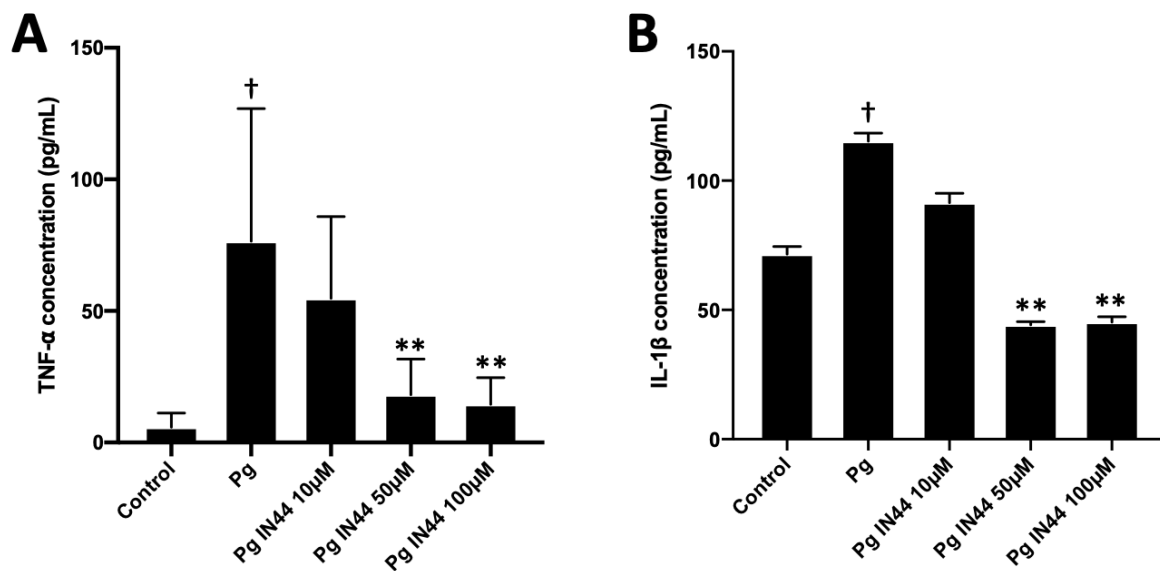 A
TNF-α concentration (pg/mL)
150
100
50
0
†
**
**
Control
Pg
Pg IN44 10µM
Pg IN44 50µM
Pg IN44 100µM
B
IL-1β concentration (pg/mL)
150
100
50
0
†
**
**
Control
Pg
Pg IN44 10µM
Pg IN44 50µM
Pg IN44 100µM